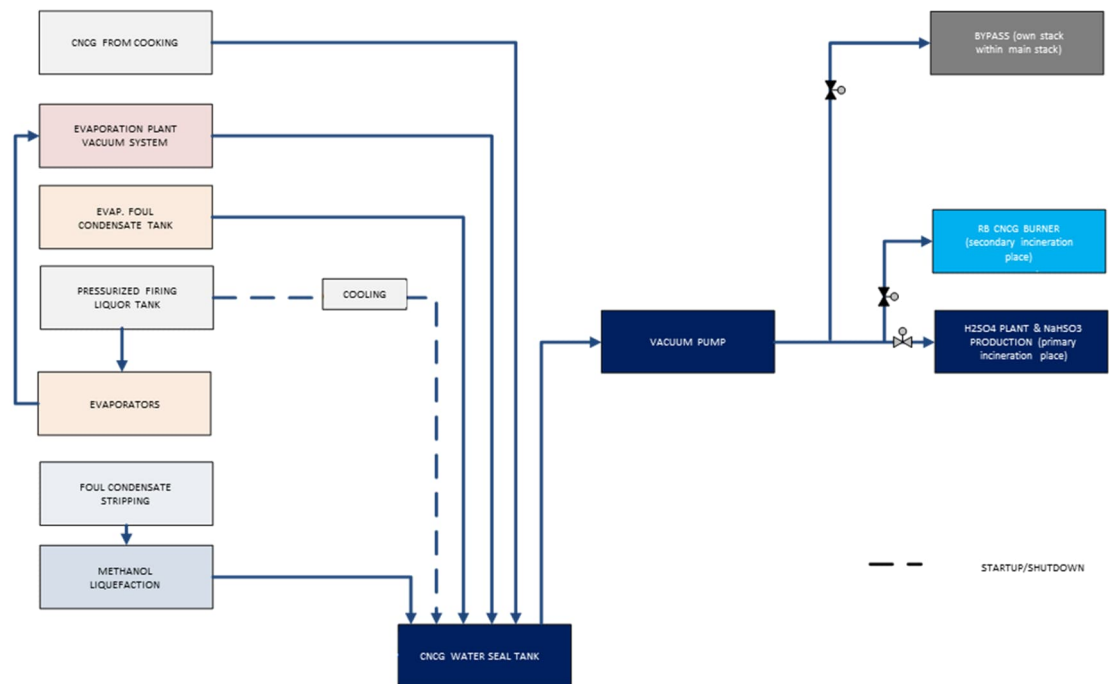 CNCG FROM COOKING
EVAPORATION PLANT
VACUUM SYSTEM
EVAP. FOUL
CONDENSATE TANK
PRESSURIZED FIRING
LIQUOR TANK
COOLING
EVAPORATORS
FOUL CONDENSATE
STRIPPING
METHANOL
LIQUEFACTION
CNCG WATER SEAL TANK
VACUUM PUMP
BYPASS (own stack
within main stack)
RB CNCG BURNER
(secondary incineration
place)
H2SO4 PLANT & NaHSO3
PRODUCTION (primary
incineration place)
STARTUP/SHUTDOWN